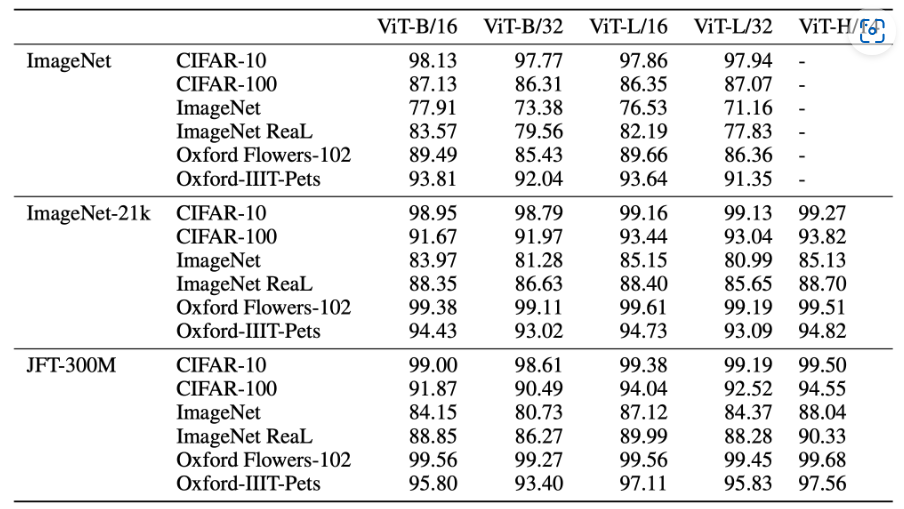 ViT-B/16 ViT-B/32 ViT-L/16 ViT-L/32 ViT-H/14
ImageNet CIFAR-10 98.13 97.77 97.86 97.94 -
CIFAR-100 87.13 86.31 86.35 87.07 -
ImageNet 77.91 73.38 76.53 71.16 -
ImageNet ReaL 83.57 79.56 82.19 77.83 -
Oxford Flowers-102 89.49 85.43 89.66 86.36 -
Oxford-IIIT-Pets 93.81 92.04 93.64 91.35 -
ImageNet-21k CIFAR-10 98.95 98.79 99.16 99.13 99.27
CIFAR-100 91.67 91.97 93.44 93.04 93.82
ImageNet 83.97 81.28 85.15 80.99 85.13
ImageNet ReaL 88.35 86.63 88.40 85.65 88.70
Oxford Flowers-102 99.38 99.11 99.61 99.19 99.51
Oxford-IIIT-Pets 94.43 93.02 94.73 93.09 94.82
JFT-300M CIFAR-10 99.00 98.61 99.38 99.19 99.50
CIFAR-100 91.87 90.49 94.04 92.52 94.55
ImageNet 84.15 80.73 87.12 84.37 88.04
ImageNet ReaL 88.85 86.27 89.99 88.28 90.33
Oxford Flowers-102 99.56 99.27 99.56 99.45 99.68
Oxford-IIIT-Pets 95.80 93.40 97.11 95.83 97.56